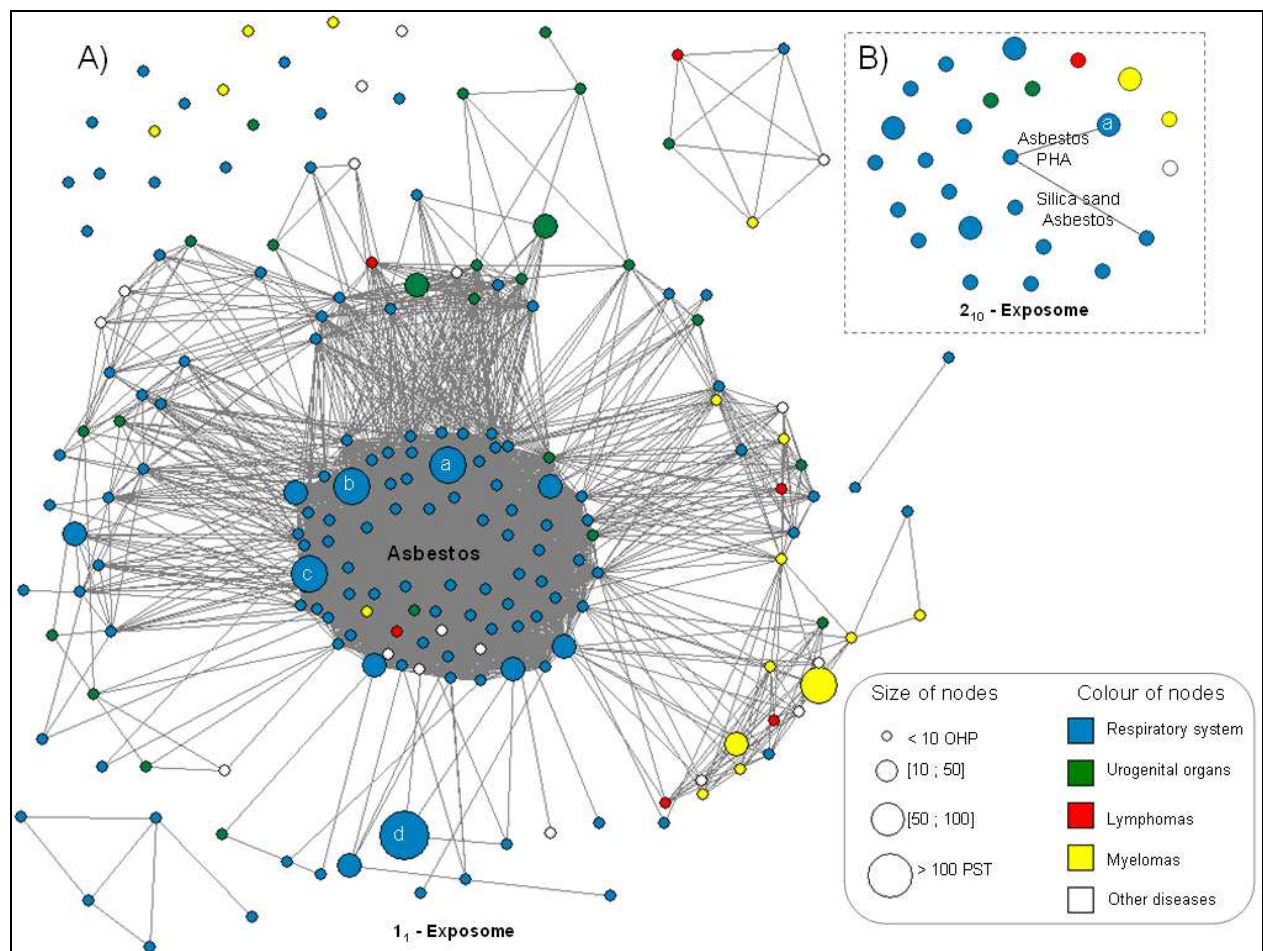 A)
B)
a
Asbestos
PHA
Silica sand
Asbestos
2₁₀ - Exposome
a
b
Asbestos
c
d
1₁ - Exposome
Size of nodes
< 10 OHP
[10 ; 50]
[50 ; 100]
> 100 PST
Colour of nodes
Respiratory system
Urogenital organs
Lymphomas
Myelomas
Other diseases